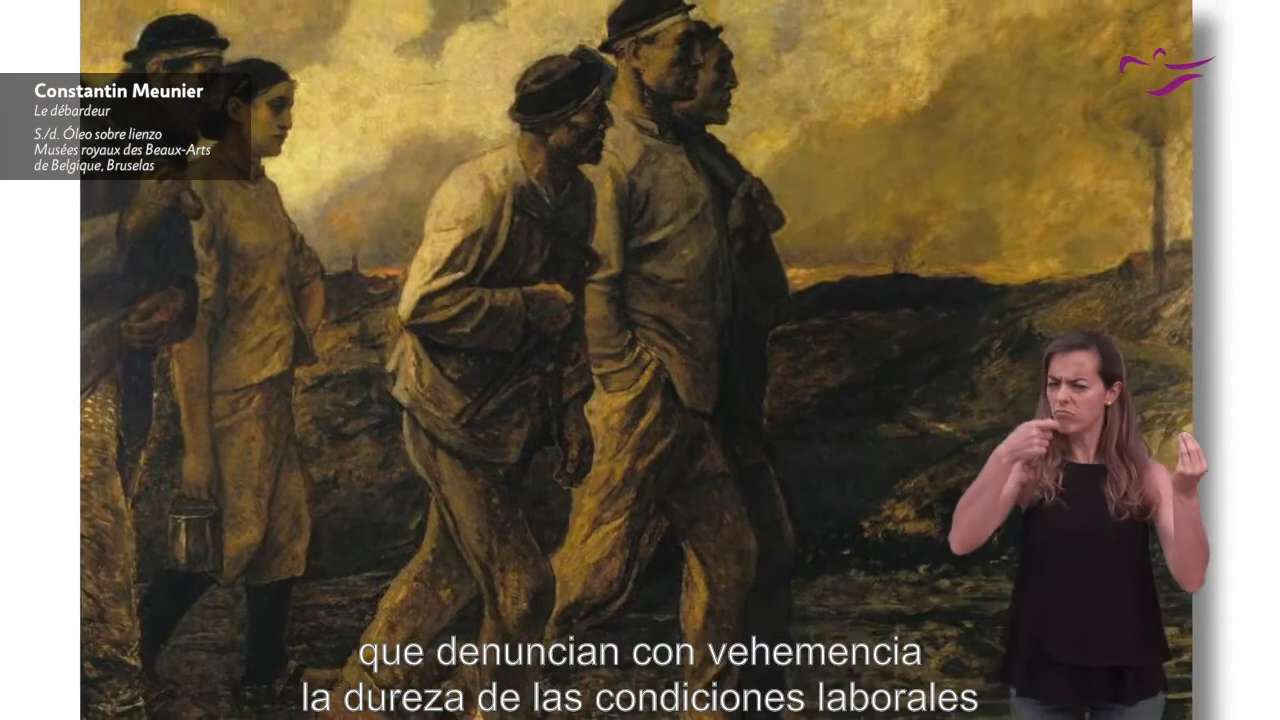 Constantin Meunier
Le débardeur
S./d. Óleo sobre lienzo
Musées royaux des Beaux-Arts
de Belgique, Bruselas
que denuncian con vehemencia
la dureza de las condiciones laborales